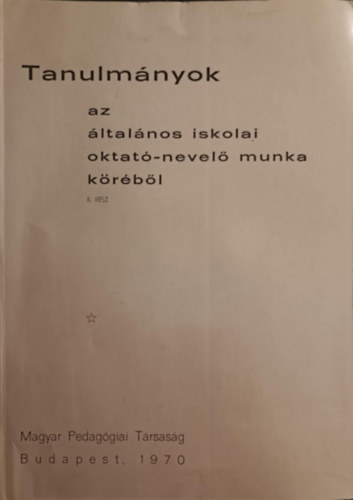 Tanulmányok
az
általános iskolai
oktató-nevelő munka
köréből
II. RÉSZ
Magyar Pedagógiai Társaság
Budapest, 1970